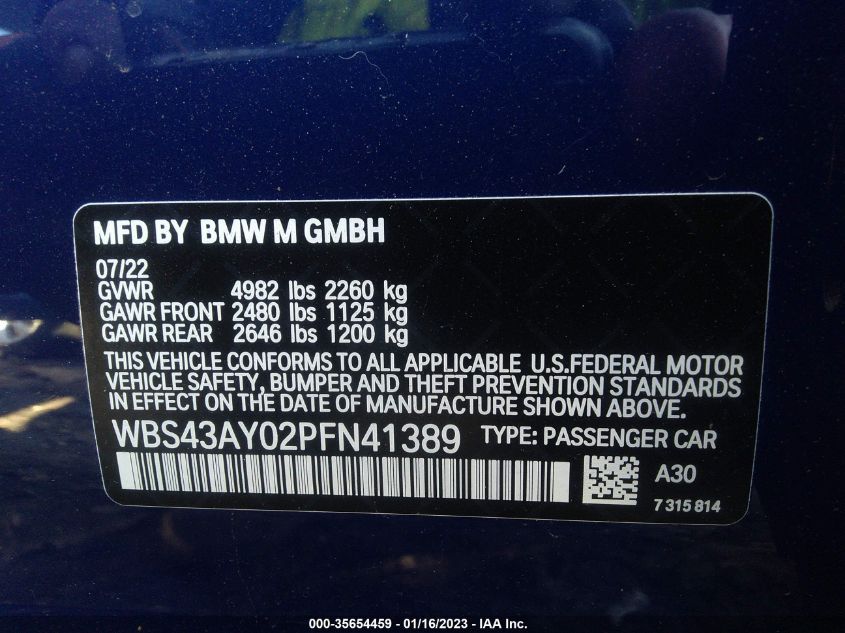 MFD BY BMW M GMBH
07/22
GVWR 4982 lbs 2260 kg
GAWR FRONT 2480 lbs 1125 kg
GAWR REAR 2646 lbs 1200 kg
THIS VEHICLE CONFORMS TO ALL APPLICABLE U.S.FEDERAL MOTOR
VEHICLE SAFETY, BUMPER AND THEFT PREVENTION STANDARDS
IN EFFECT ON THE DATE OF MANUFACTURE SHOWN ABOVE.
WBS43AY02PFN41389 TYPE: PASSENGER CAR
A30
7 315 814
000-35654459 - 01/16/2023 - IAA Inc.